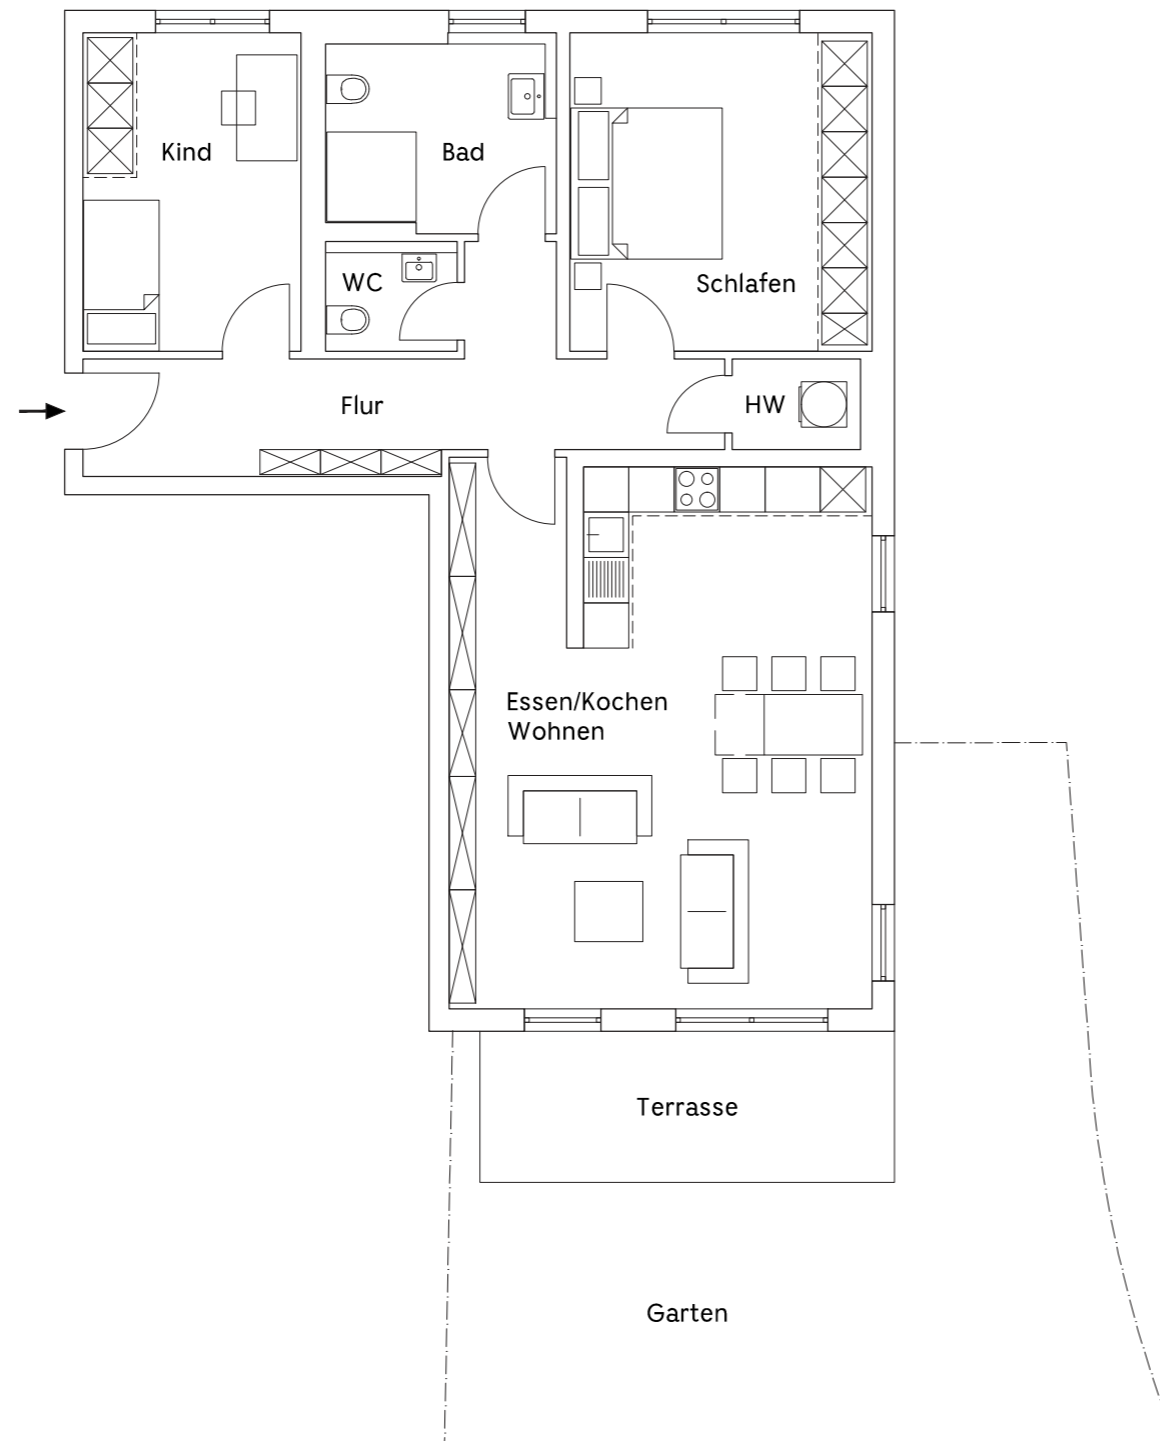 Kind
Bad
WC
Schlafen
Flur
HW
Essen/Kochen
Wohnen
Terrasse
Garten